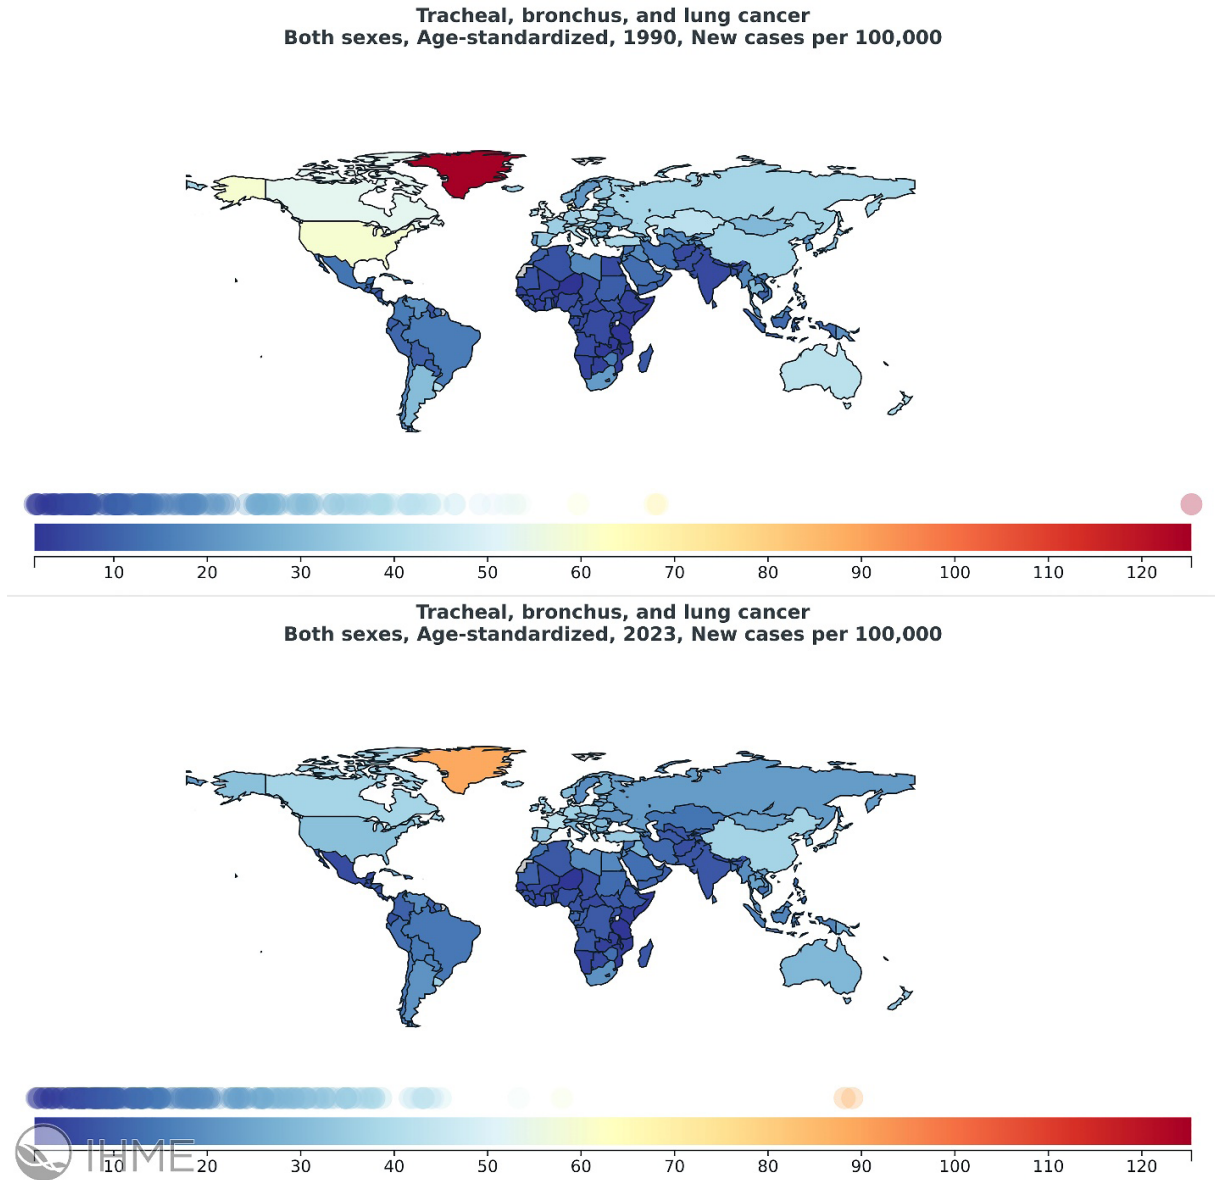 Tracheal, bronchus, and lung cancer
Both sexes, Age-standardized, 1990, New cases per 100,000
10 20 30 40 50 60 70 80 90 100 110 120
Tracheal, bronchus, and lung cancer
Both sexes, Age-standardized, 2023, New cases per 100,000
IHME
10 20 30 40 50 60 70 80 90 100 110 120